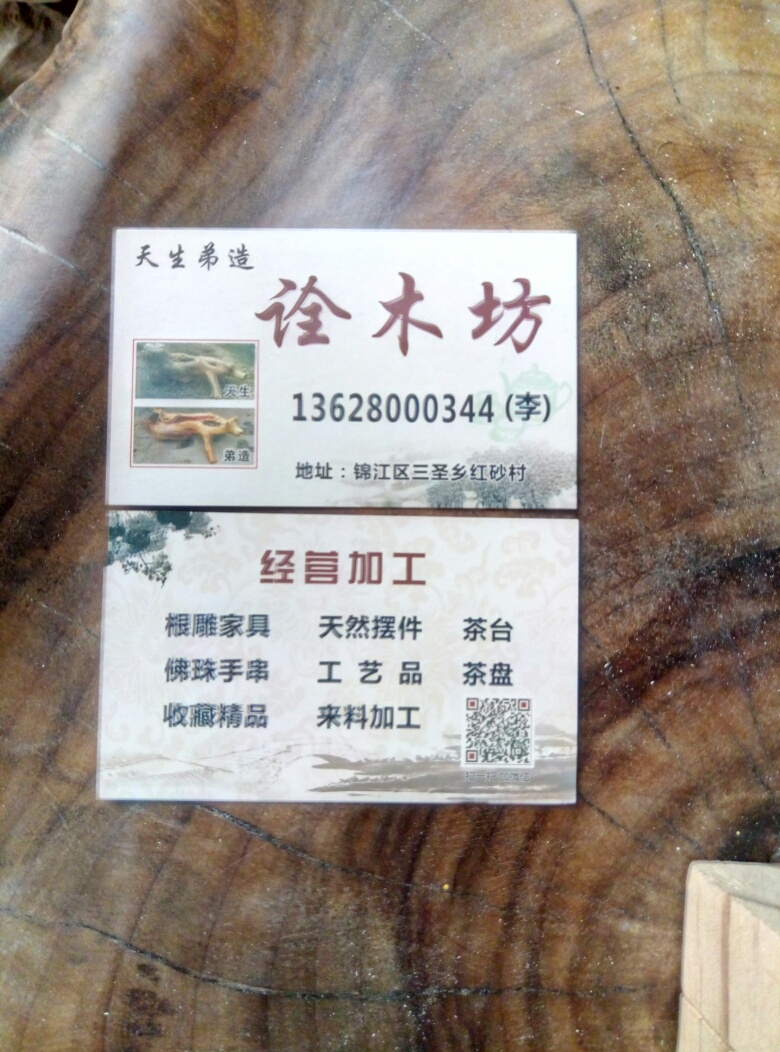 天生弟造
诠木坊
天生
弟造
13628000344(李)
地址：锦江区三圣乡红砂村
经营加工
根雕家具 天然摆件 茶台
佛珠手串 工艺品 茶盘
收藏精品 来料加工